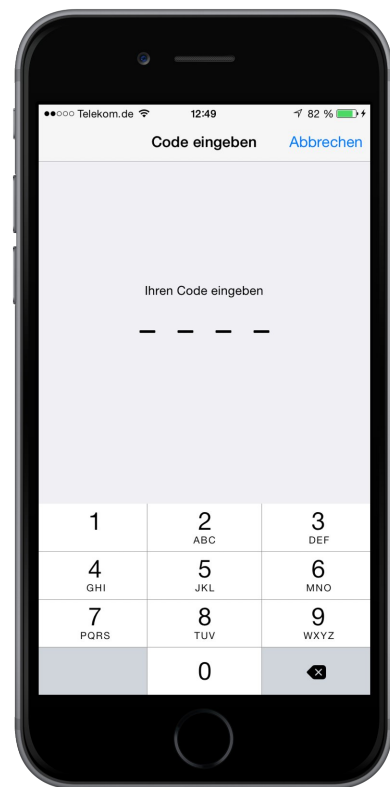 Telekom.de 12:49 82 %
Code eingeben Abbrechen
Ihren Code eingeben
1 2 3
ABC DEF
4 5 6
GHI JKL MNO
7 8 9
PQRS TUV WXYZ
0